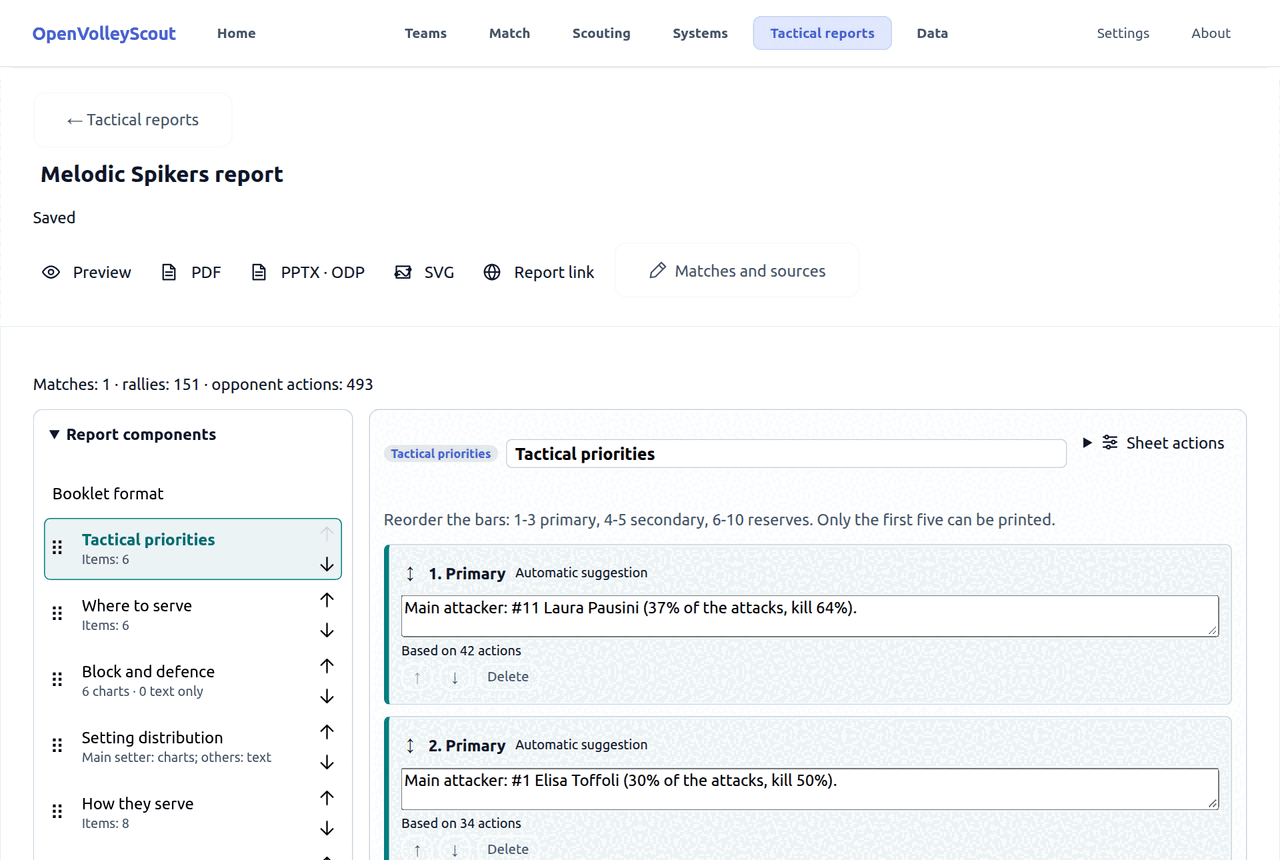 OpenVolleyScout Home Teams Match Scouting Systems Tactical reports Data Settings About
← Tactical reports
Melodic Spikers report
Saved
Preview PDF PPTX · ODP SVG Report link Matches and sources
Matches: 1 · rallies: 151 · opponent actions: 493
▼ Report components
Booklet format
Tactical priorities
Items: 6
Where to serve
Items: 6
Block and defence
6 charts · 0 text only
Setting distribution
Main setter: charts; others: text
How they serve
Items: 8
Tactical priorities Tactical priorities ▶ Sheet actions
Reorder the bars: 1-3 primary, 4-5 secondary, 6-10 reserves. Only the first five can be printed.
↕ 1. Primary Automatic suggestion
Main attacker: #11 Laura Pausini (37% of the attacks, kill 64%).
Based on 42 actions
↑ ↓ Delete
↕ 2. Primary Automatic suggestion
Main attacker: #1 Elisa Toffoli (30% of the attacks, kill 50%).
Based on 34 actions
↑ ↓ Delete